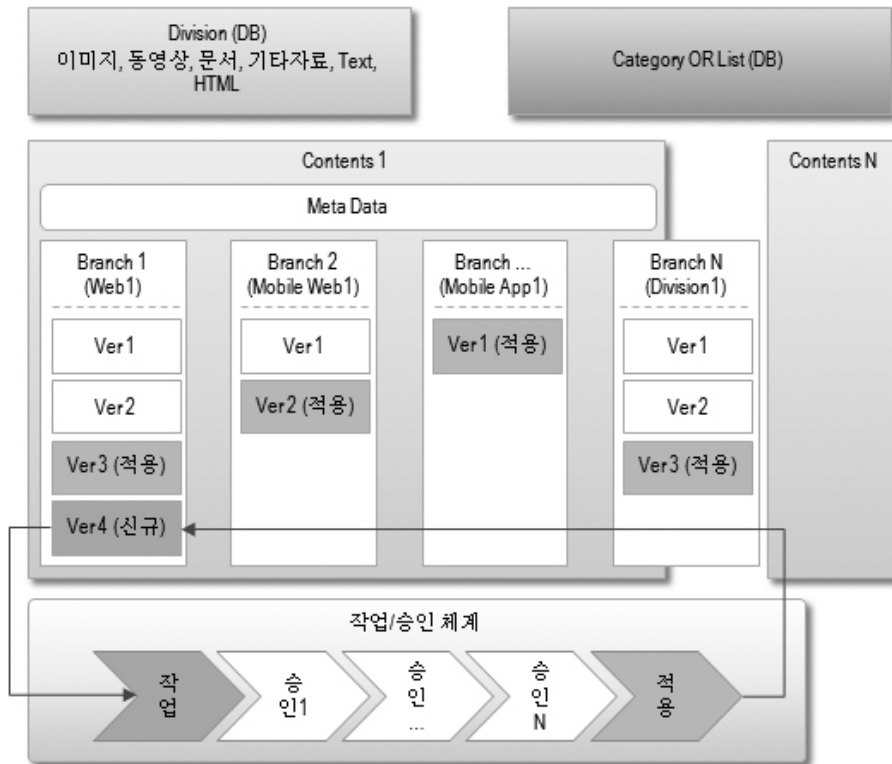 Division (DB)
이미지, 동영상, 문서, 기타자료, Text,
HTML
Category OR List (DB)
Contents 1
Contents N
Meta Data
Branch 1
(Web1)
Ver1
Ver2
Ver3 (적용)
Ver4 (신규)
Branch 2
(Mobile Web1)
Ver1
Ver2 (적용)
Branch ...
(Mobile App1)
Ver1 (적용)
Branch N
(Division1)
Ver1
Ver2
Ver3 (적용)
작업/승인 체계
작
업
승
인1
승
인
...
승
인
N
적
용